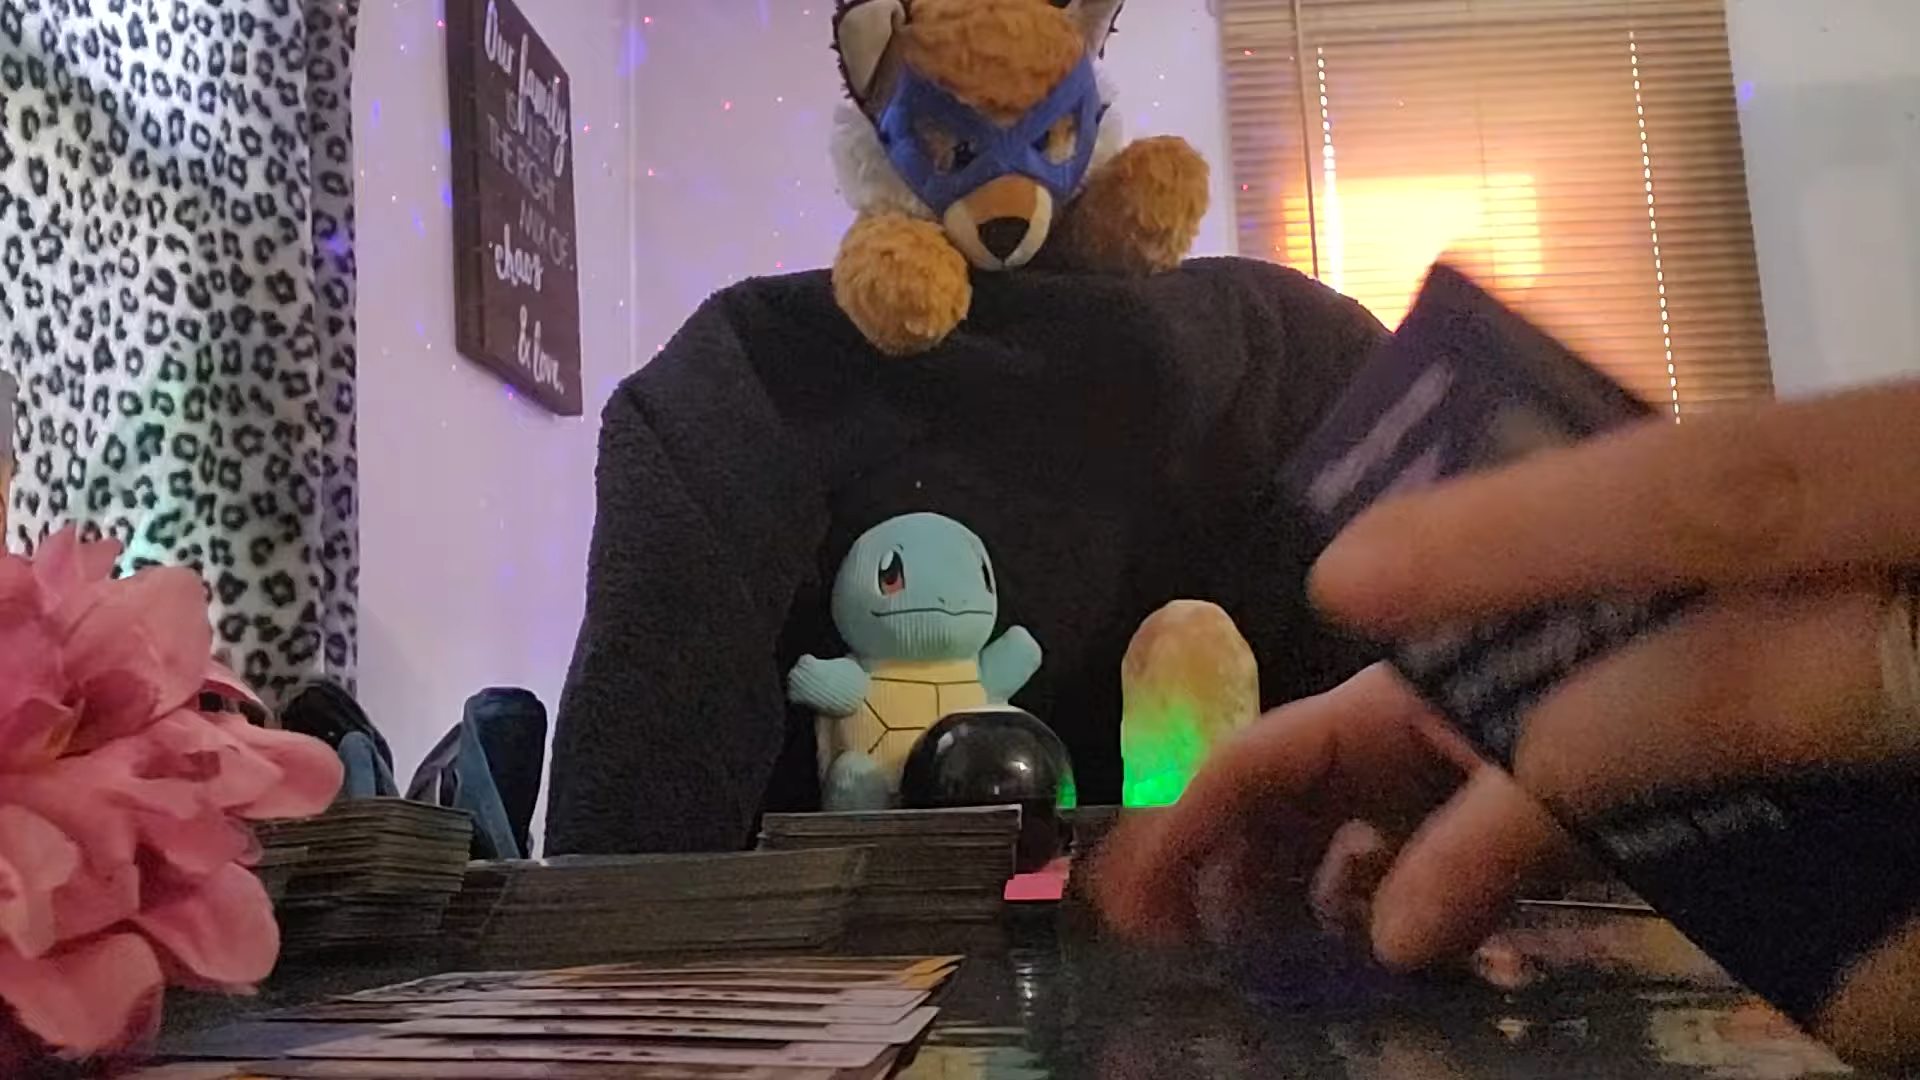 Our family
IS JUST
THE RIGHT
MIX OF
chaos
& love.